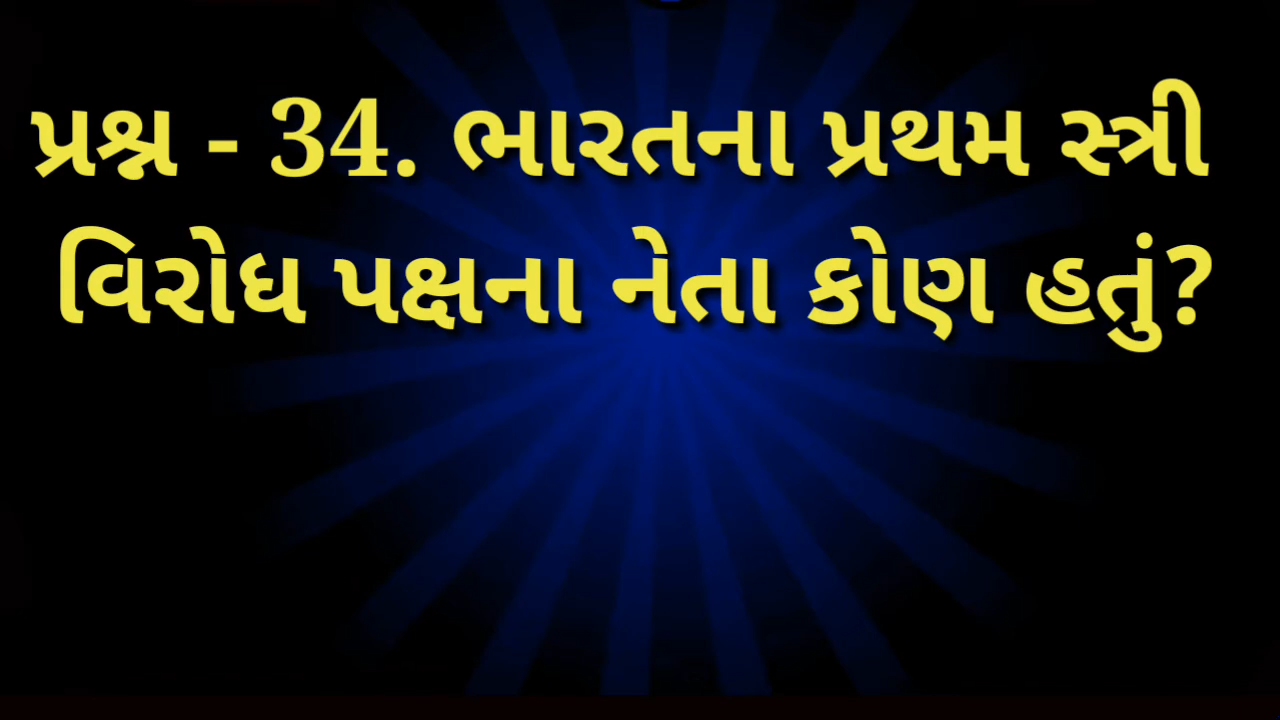 પ્રશ્ન - 34. ભારતના પ્રથમ સ્ત્રી
વિરોધ પક્ષના નેતા કોણ હતું?